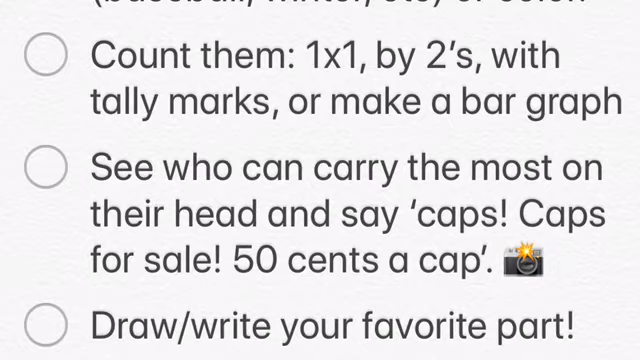 Count them: 1x1, by 2's, with
tally marks, or make a bar graph
See who can carry the most on
their head and say ‘caps! Caps
for sale! 50 cents a cap’. 📸
Draw/write your favorite part!